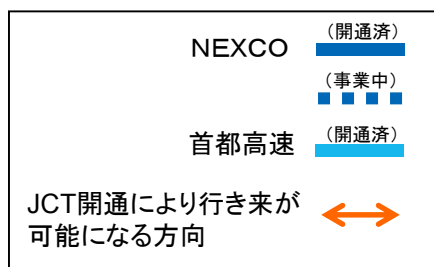 (開通済)
NEXCO
(事業中)
首都高速 (開通済)
JCT開通により行き来が
可能になる方向